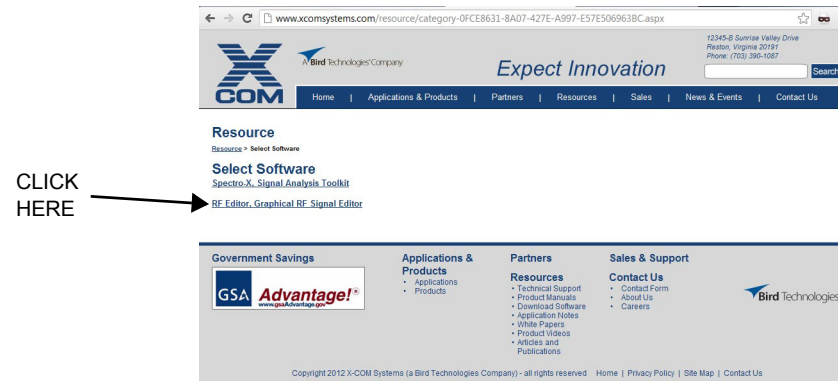 www.xcomsystems.com/resource/category-0FCE8631-8A07-427E-A997-E57E506963BC.aspx
12345-B Sunrise Valley Drive
Reston, Virginia 20191
Phone: (703) 390-1087
XCOM
A Bird Technologies Company
Expect Innovation
Search
Home | Applications & Products | Partners | Resources | Sales | News & Events | Contact Us
Resource
Resource > Select Software
Select Software
Spectro-X, Signal Analysis Toolkit
CLICK
HERE
RF Editor, Graphical RF Signal Editor
Government Savings
GSA Advantage!®
www.gsaAdvantage.gov
Applications &
Products
• Applications
• Products
Partners
Resources
• Technical Support
• Product Manuals
• Download Software
• Application Notes
• White Papers
• Product Videos
• Articles and
Publications
Sales & Support
Contact Us
• Contact Form
• About Us
• Careers
Bird Technologies
Copyright 2012 X-COM Systems (a Bird Technologies Company) - all rights reserved Home | Privacy Policy | Site Map | Contact Us